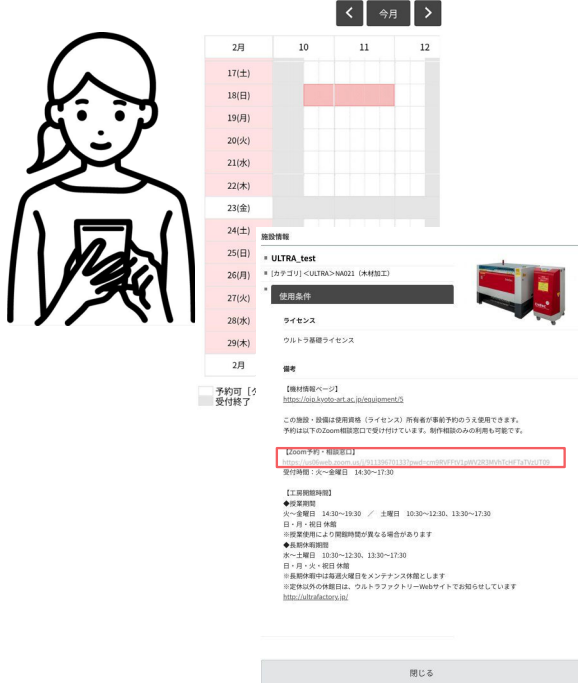 今月
2月 10 11 12
17(土)
18(日)
19(月)
20(火)
21(水)
22(木)
23(金)
24(土)
25(日)
26(月)
27(火)
28(水)
29(木)
2月
予約可 [ク
受付終了
施設情報
ULTRA_test
[カテゴリ] <ULTRA>NA021（木材加工）
使用条件
ライセンス
ウルトラ基礎ライセンス
備考
【機材情報ページ】
https://oip.kyoto-art.ac.jp/equipment/5
この施設・設備は使用資格（ライセンス）所有者が事前予約のうえ使用できます。
予約は以下のZoom相談窓口で受け付けています。制作相談のみの利用も可能です。
【Zoom予約・相談窓口】
受付時間：火～金曜日 14:30～17:30
【工房開館時間】
◆授業期間
火～金曜日 14:30～19:30 ／ 土曜日 10:30～12:30、13:30～17:30
日・月・祝日 休館
※授業使用により開館時間が異なる場合があります
◆長期休暇期間
水～土曜日 10:30～12:30、13:30～17:30
日・月・火・祝日 休館
※長期休暇中は毎週火曜日をメンテナンス休館とします
※定休以外の休館日は、ウルトラファクトリーWebサイトでお知らせしています
http://ultrafactory.jp/
閉じる